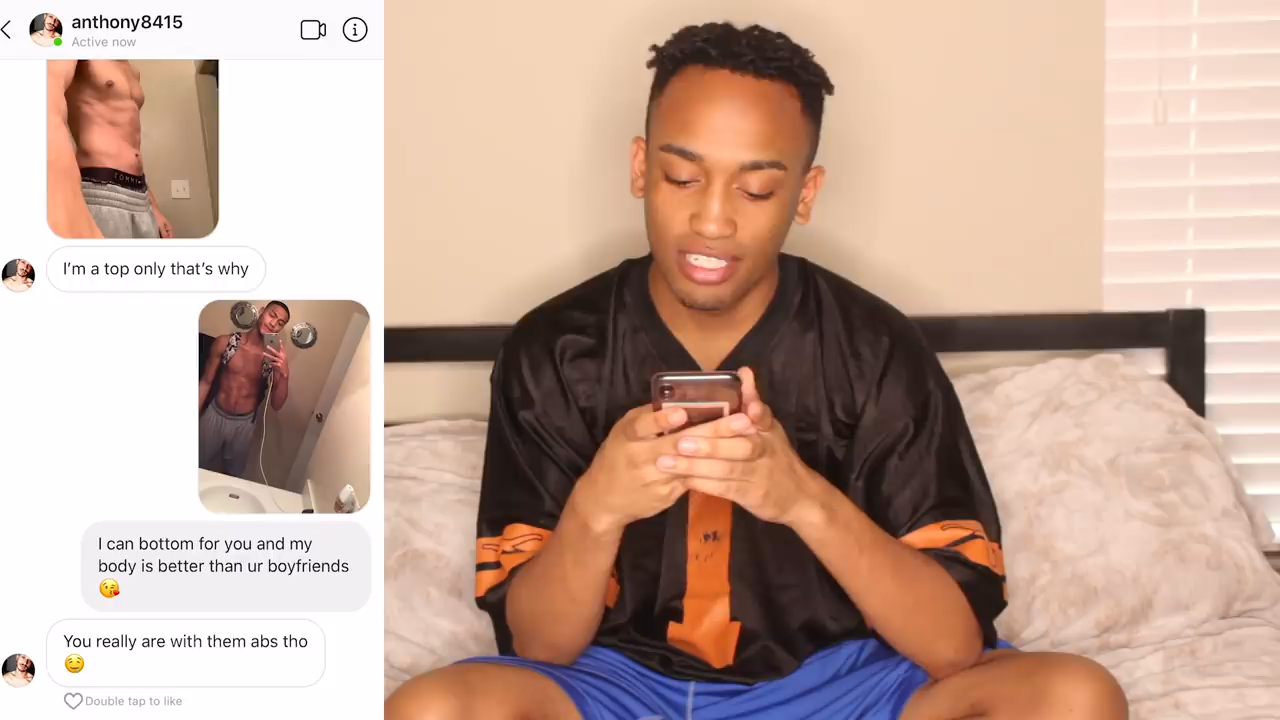 anthony8415
Active now
TOMMY
I'm a top only that's why
I can bottom for you and my
body is better than ur boyfriends
😘
You really are with them abs tho
☺️
Double tap to like